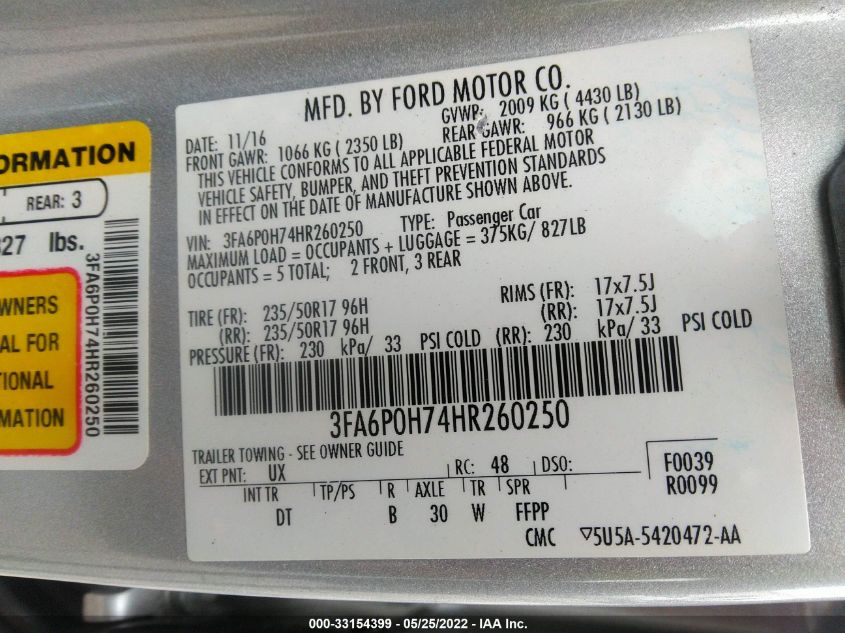 ORMATION
REAR: 3
327 lbs.
3FA6P0H74HR260250
OWNERS
AL FOR
TIONAL
MATION
MFD. BY FORD MOTOR CO.
DATE: 11/16 GVWR: 2009 KG ( 4430 LB)
FRONT GAWR: 1066 KG ( 2350 LB) REAR GAWR: 966 KG ( 2130 LB)
THIS VEHICLE CONFORMS TO ALL APPLICABLE FEDERAL MOTOR
VEHICLE SAFETY, BUMPER, AND THEFT PREVENTION STANDARDS
IN EFFECT ON THE DATE OF MANUFACTURE SHOWN ABOVE.
VIN: 3FA6P0H74HR260250 TYPE: Passenger Car
MAXIMUM LOAD = OCCUPANTS + LUGGAGE = 375KG/ 827LB
OCCUPANTS = 5 TOTAL; 2 FRONT, 3 REAR
TIRE (FR): 235/50R17 96H RIMS (FR): 17x7.5J
(RR): 235/50R17 96H (RR): 17x7.5J
PRESSURE (FR): 230 kPa/ 33 PSI COLD (RR): 230 kPa/ 33 PSI COLD
3FA6P0H74HR260250
TRAILER TOWING - SEE OWNER GUIDE
EXT PNT: UX RC: 48 DSO: F0039
INT TR TP/PS R AXLE TR SPR R0099
DT B 30 W FFPP
CMC ▽5U5A-5420472-AA
000-33154399 - 05/25/2022 - IAA Inc.